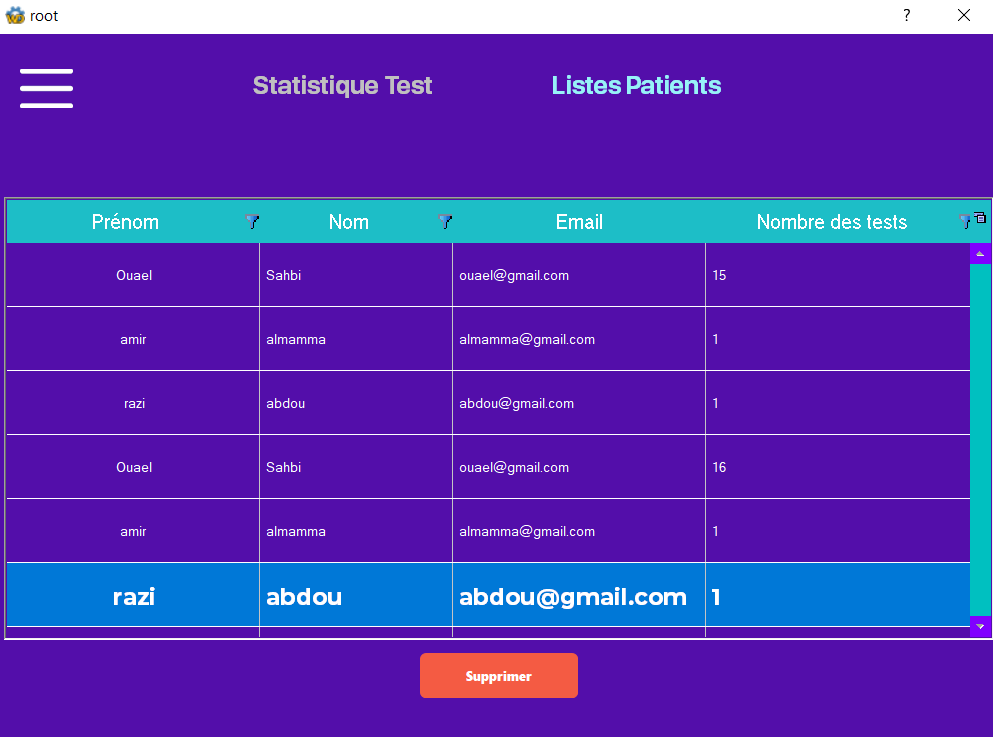 root ?
Statistique Test Listes Patients
Prénom Nom Email Nombre des tests
Ouael Sahbi ouael@gmail.com 15
amir almamma almamma@gmail.com 1
razi abdou abdou@gmail.com 1
Ouael Sahbi ouael@gmail.com 16
amir almamma almamma@gmail.com 1
razi abdou abdou@gmail.com 1
Supprimer